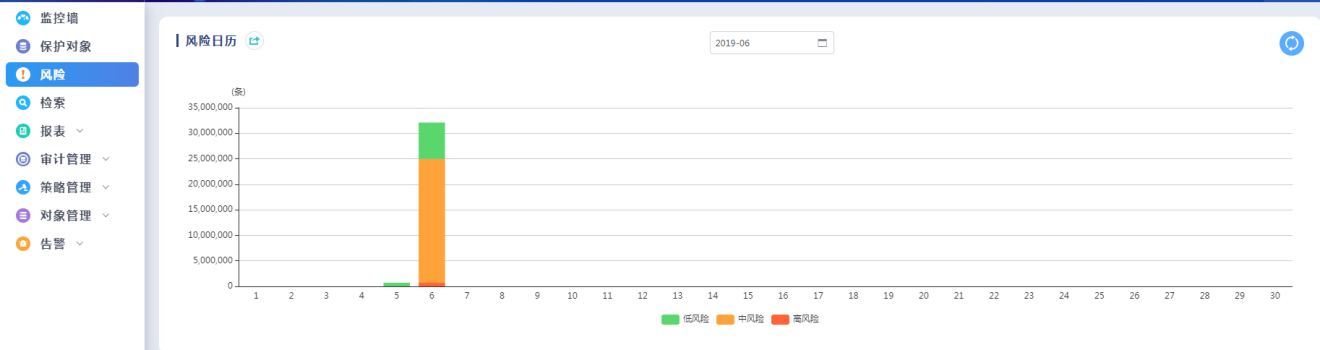 监控墙
保护对象
风险
检索
报表
审计管理
策略管理
对象管理
告警
风险日历
2019-06
(条)
35,000,000
30,000,000
25,000,000
20,000,000
15,000,000
10,000,000
5,000,000
0
1 2 3 4 5 6 7 8 9 10 11 12 13 14 15 16 17 18 19 20 21 22 23 24 25 26 27 28 29 30
低风险 中风险 高风险